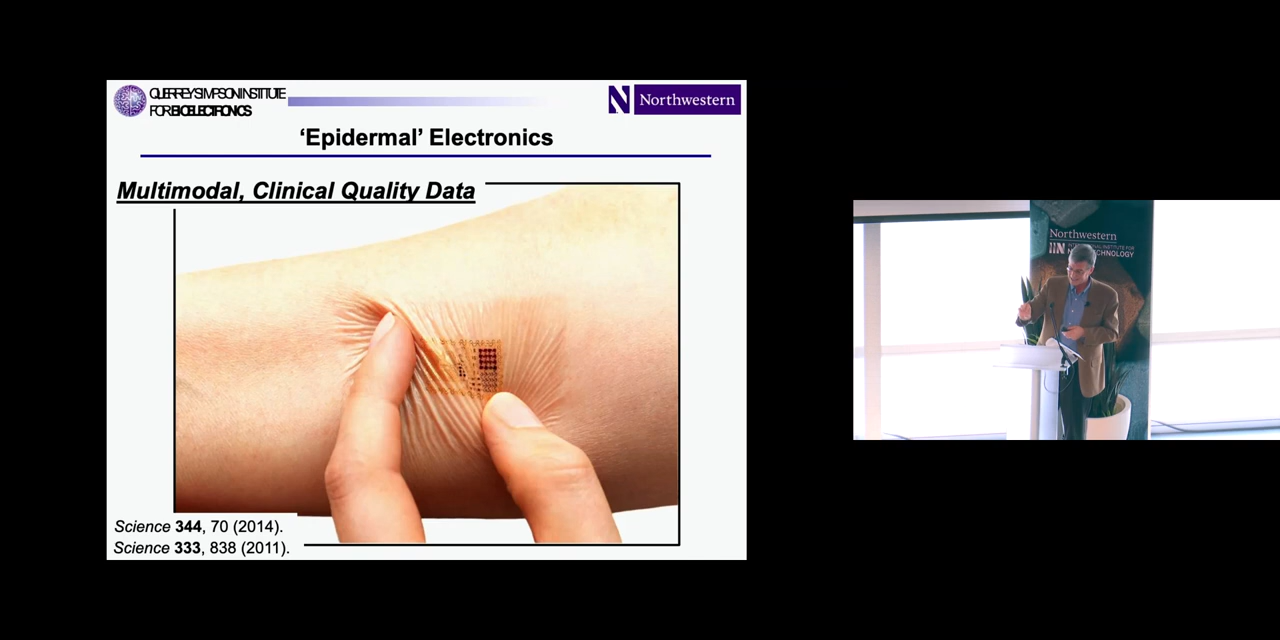 QUERREY SIMPSON INSTITUTE
FOR BIOELECTRONICS
Northwestern
‘Epidermal’ Electronics
Multimodal, Clinical Quality Data
Science 344, 70 (2014).
Science 333, 838 (2011).
Northwestern
IIN